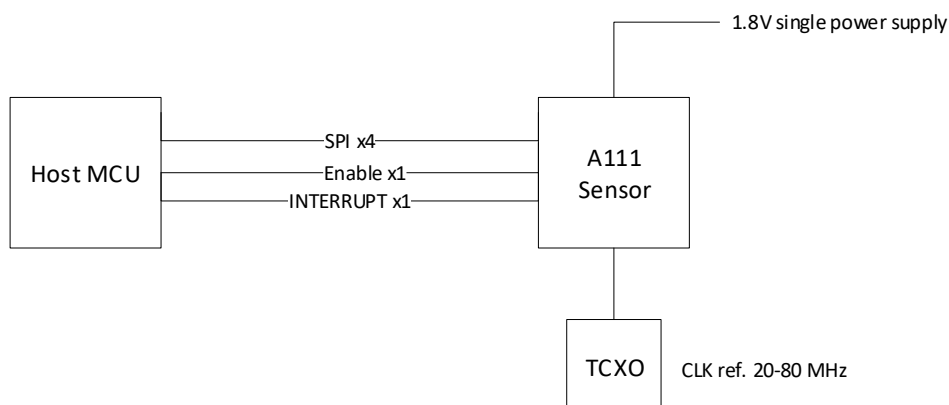 1.8V single power supply
SPI x4
Host MCU
Enable x1
INTERRUPT x1
A111
Sensor
TCXO
CLK ref. 20-80 MHz